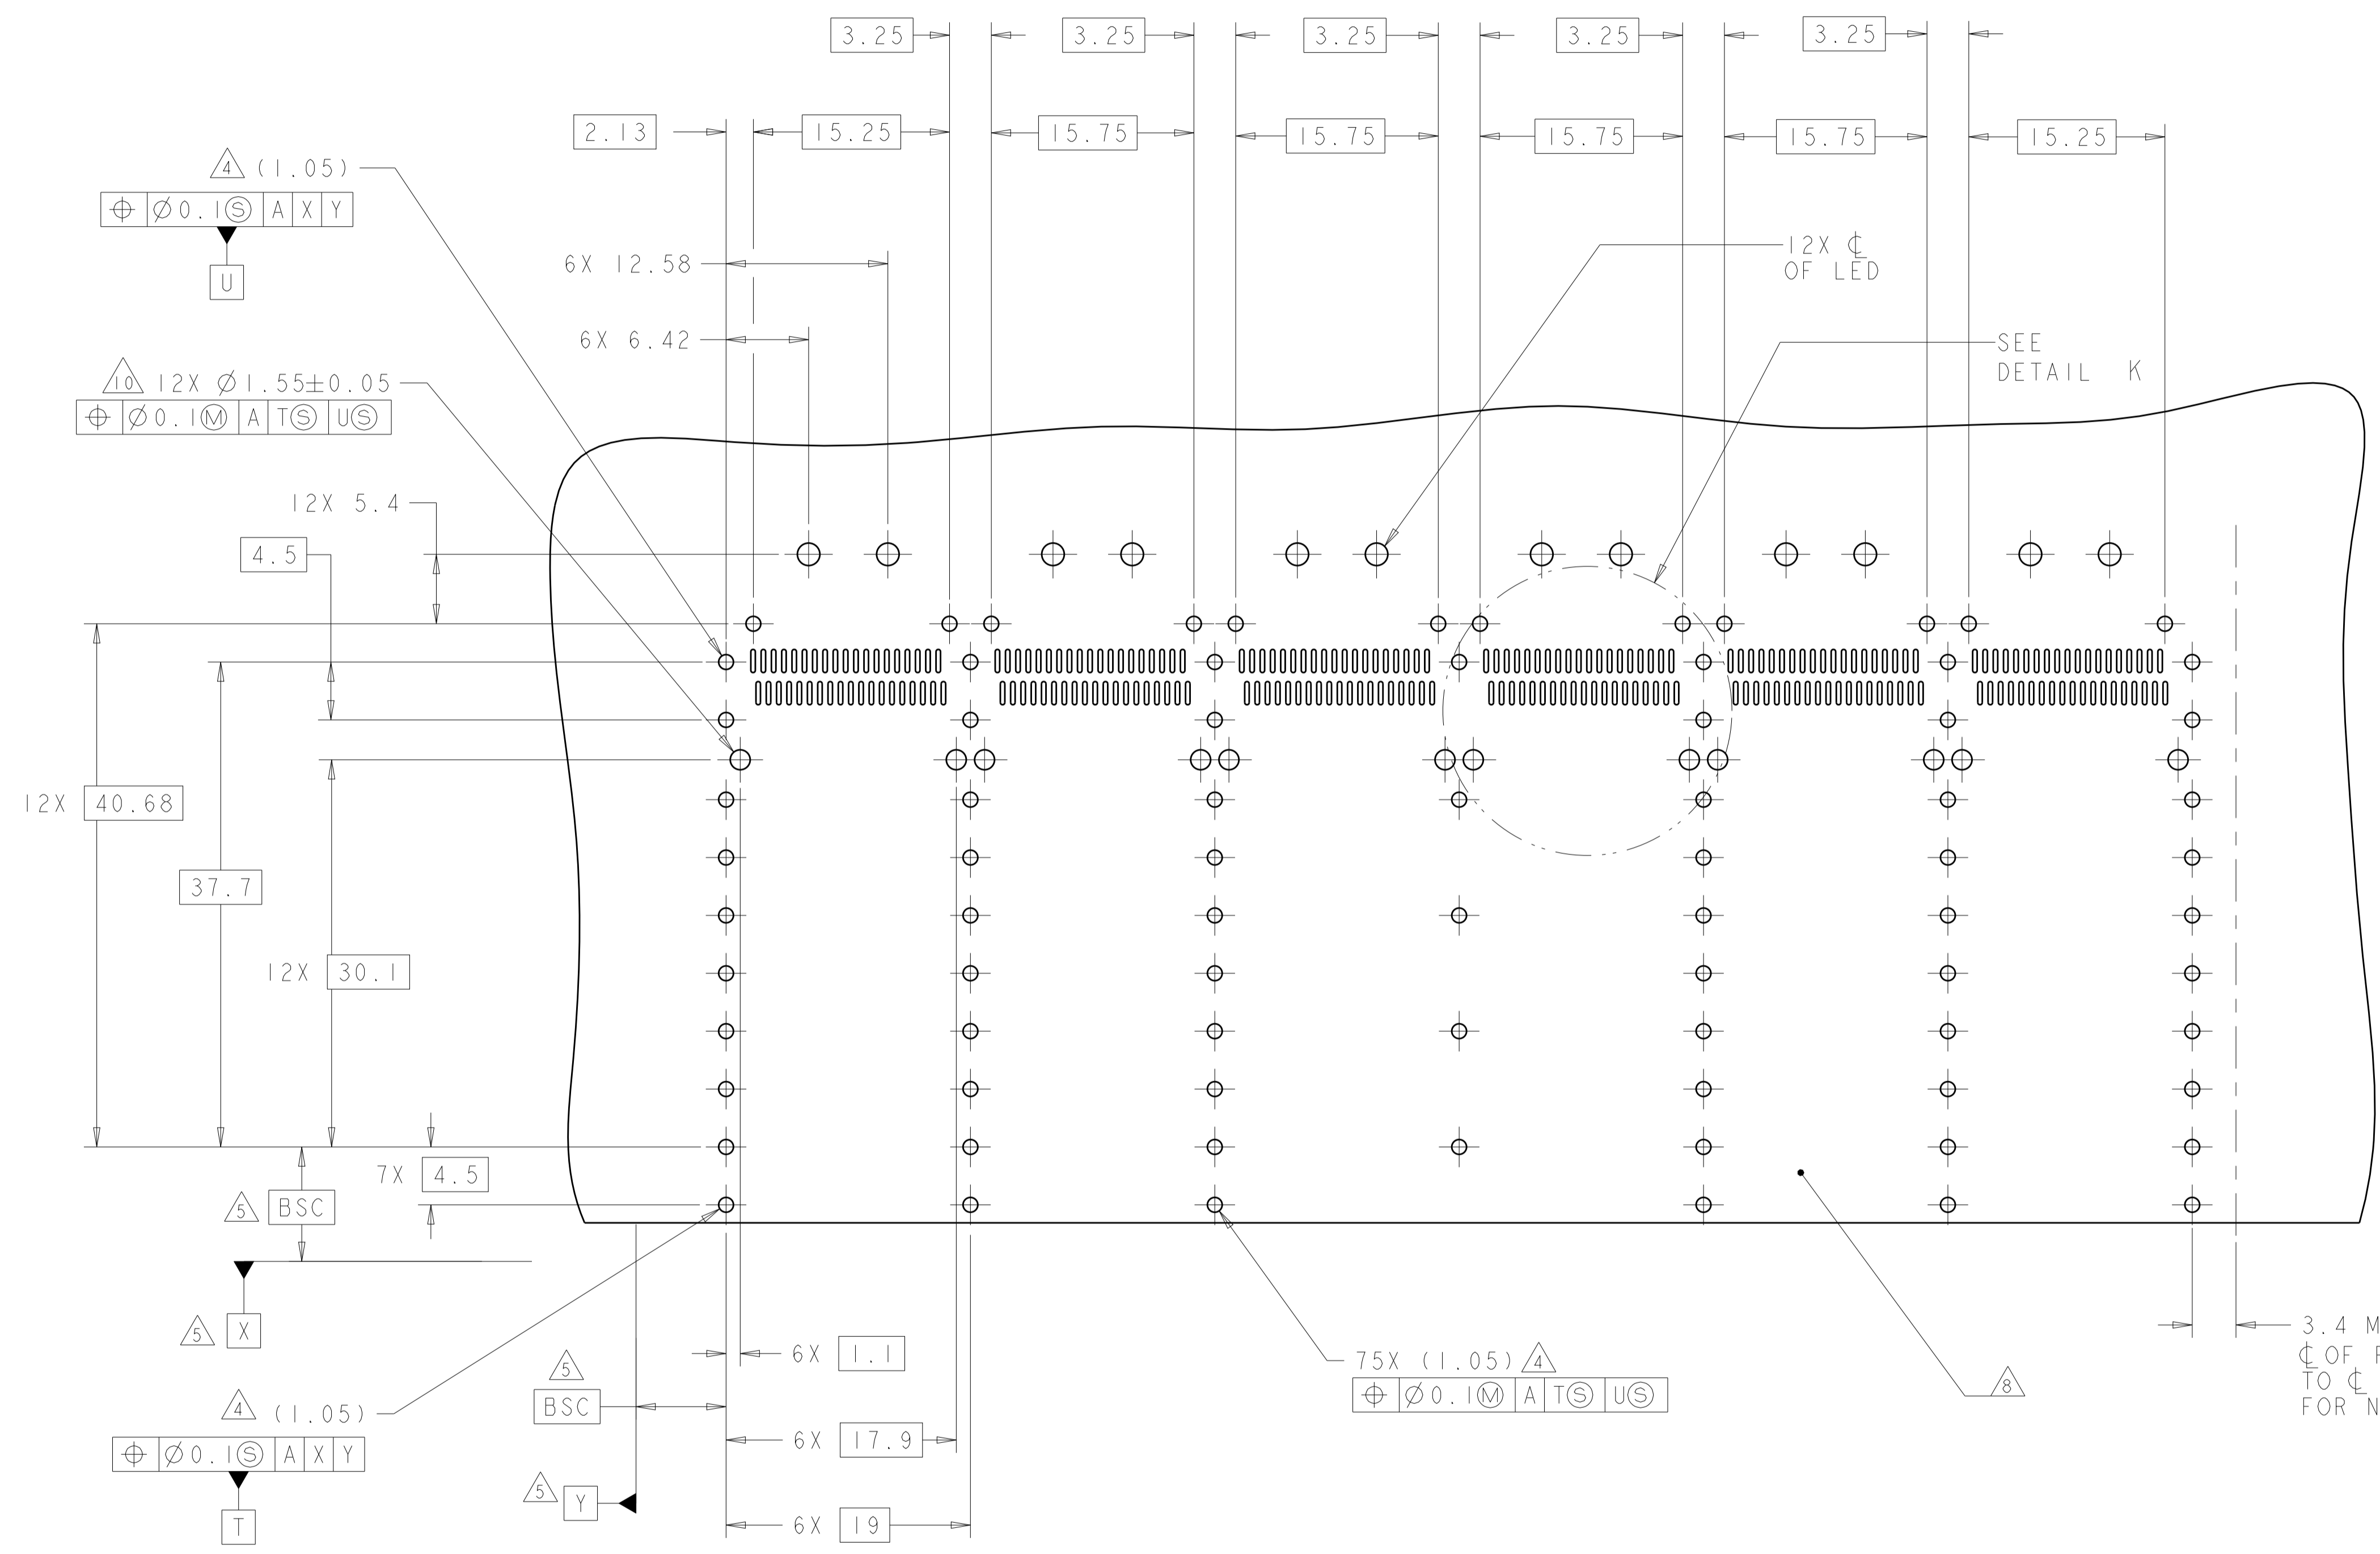 3.25
3.25
3.25
3.25
3.25
2.13
15.25
15.75
15.75
15.75
15.75
15.25
4 (1.05)
⌖ Ø0.1Ⓢ A X Y
U
6X 12.58
12X ℄
OF LED
6X 6.42
SEE
DETAIL K
10 12X Ø1.55±0.05
⌖ Ø0.1Ⓜ A TⓈ UⓈ
12X 5.4
4.5
12X 40.68
37.7
12X 30.1
7X 4.5
5 BSC
5 X
6X 1.1
3.4 M
℄ OF
TO ℄
FOR N
75X (1.05) 4
⌖ Ø0.1Ⓜ A TⓈ UⓈ
8
5
BSC
4 (1.05)
⌖ Ø0.1Ⓢ A X Y
T
6X 17.9
5 Y
6X 19